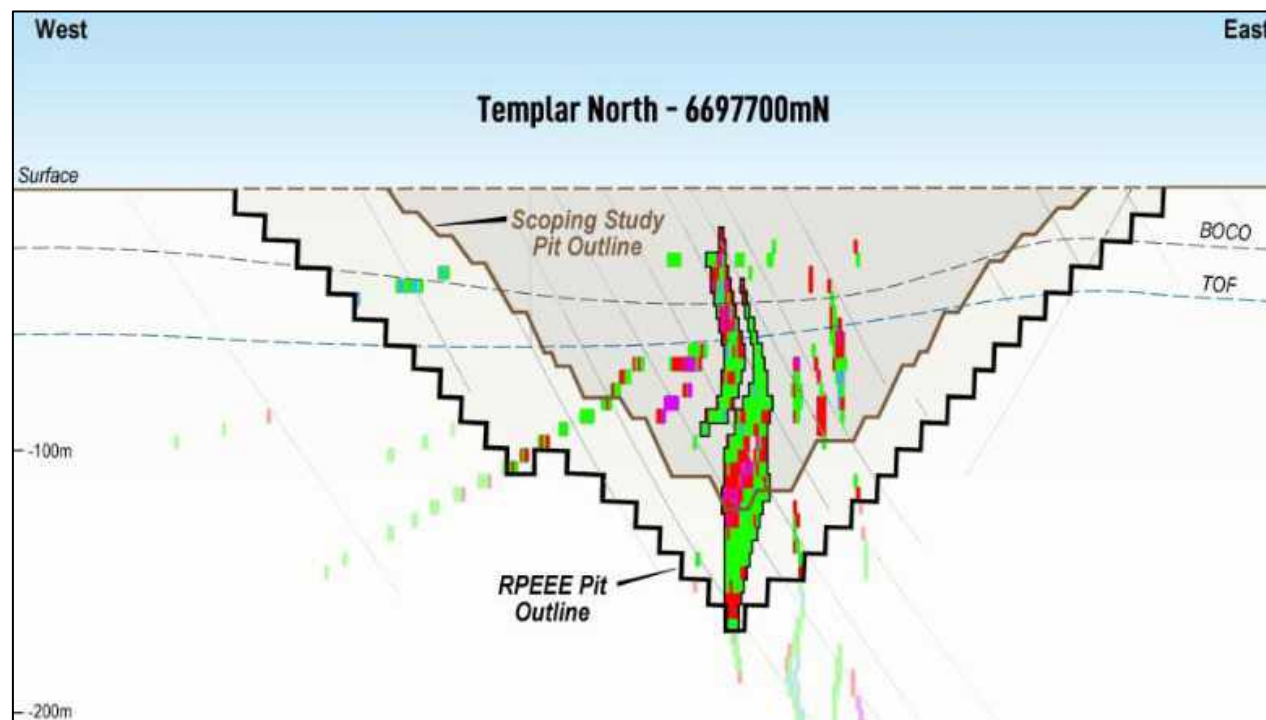 West
East
Templar North - 6697700mN
Surface
Scoping Study
Pit Outline
BOCO
TOF
-100m
RPEEE Pit
Outline
-200m